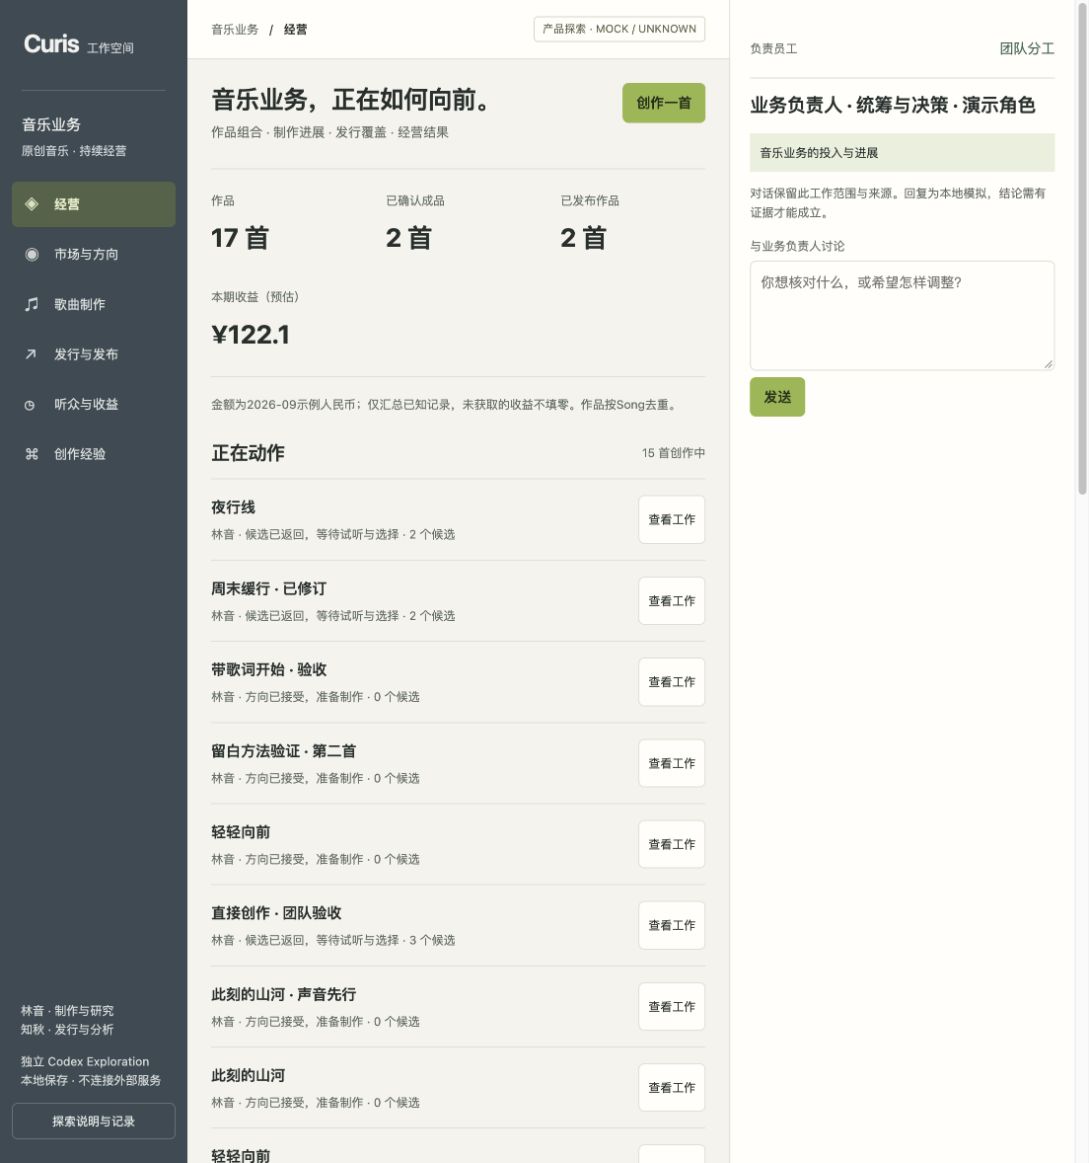 Curis 工作空间
音乐业务
原创音乐 · 持续经营
经营
市场与方向
歌曲制作
发行与发布
听众与收益
创作经验
林音 · 制作与研究
知秋 · 发行与分析
独立 Codex Exploration
本地保存 · 不连接外部服务
探索说明与记录
音乐业务 / 经营
产品探索 · MOCK / UNKNOWN
音乐业务，正在如何向前。
作品组合 · 制作进展 · 发行覆盖 · 经营结果
创作一首
作品
17 首
已确认成品
2 首
已发布作品
2 首
本期收益（预估）
¥122.1
金额为2026-09示例人民币；仅汇总已知记录，未获取的收益不填零。作品按Song去重。
正在动作
15 首创作中
夜行线
林音 · 候选已返回，等待试听与选择 · 2 个候选
查看工作
周末缓行 · 已修订
林音 · 候选已返回，等待试听与选择 · 2 个候选
查看工作
带歌词开始 · 验收
林音 · 方向已接受，准备制作 · 0 个候选
查看工作
留白方法验证 · 第二首
林音 · 方向已接受，准备制作 · 0 个候选
查看工作
轻轻向前
林音 · 方向已接受，准备制作 · 0 个候选
查看工作
直接创作 · 团队验收
林音 · 候选已返回，等待试听与选择 · 3 个候选
查看工作
此刻的山河 · 声音先行
林音 · 方向已接受，准备制作 · 0 个候选
查看工作
此刻的山河
林音 · 方向已接受，准备制作 · 0 个候选
查看工作
轻轻向前
负责员工
团队分工
业务负责人 · 统筹与决策 · 演示角色
音乐业务的投入与进展
对话保留此工作范围与来源。回复为本地模拟，结论需有
证据才能成立。
与业务负责人讨论
你想核对什么，或希望怎样调整？
发送